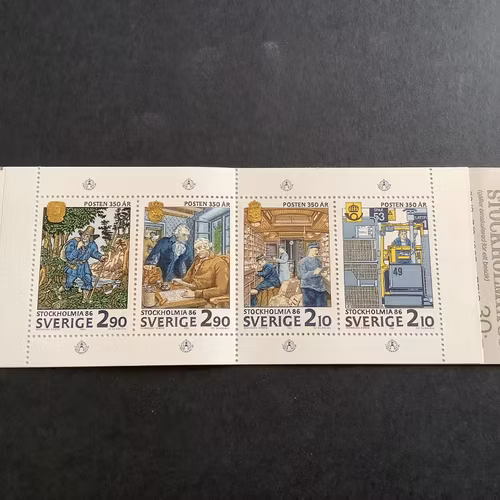 POSTEN 350 ÅR
STOCKHOLMIA 86
SVERIGE 2 90
POSTEN 350 ÅR
STOCKHOLMIA 86
SVERIGE 2 90
POSTEN 350 ÅR
STOCKHOLMIA 86
SVERIGE 2 10
POSTEN 350 ÅR
53
49
STOCKHOLMIA 86
SVERIGE 2 10